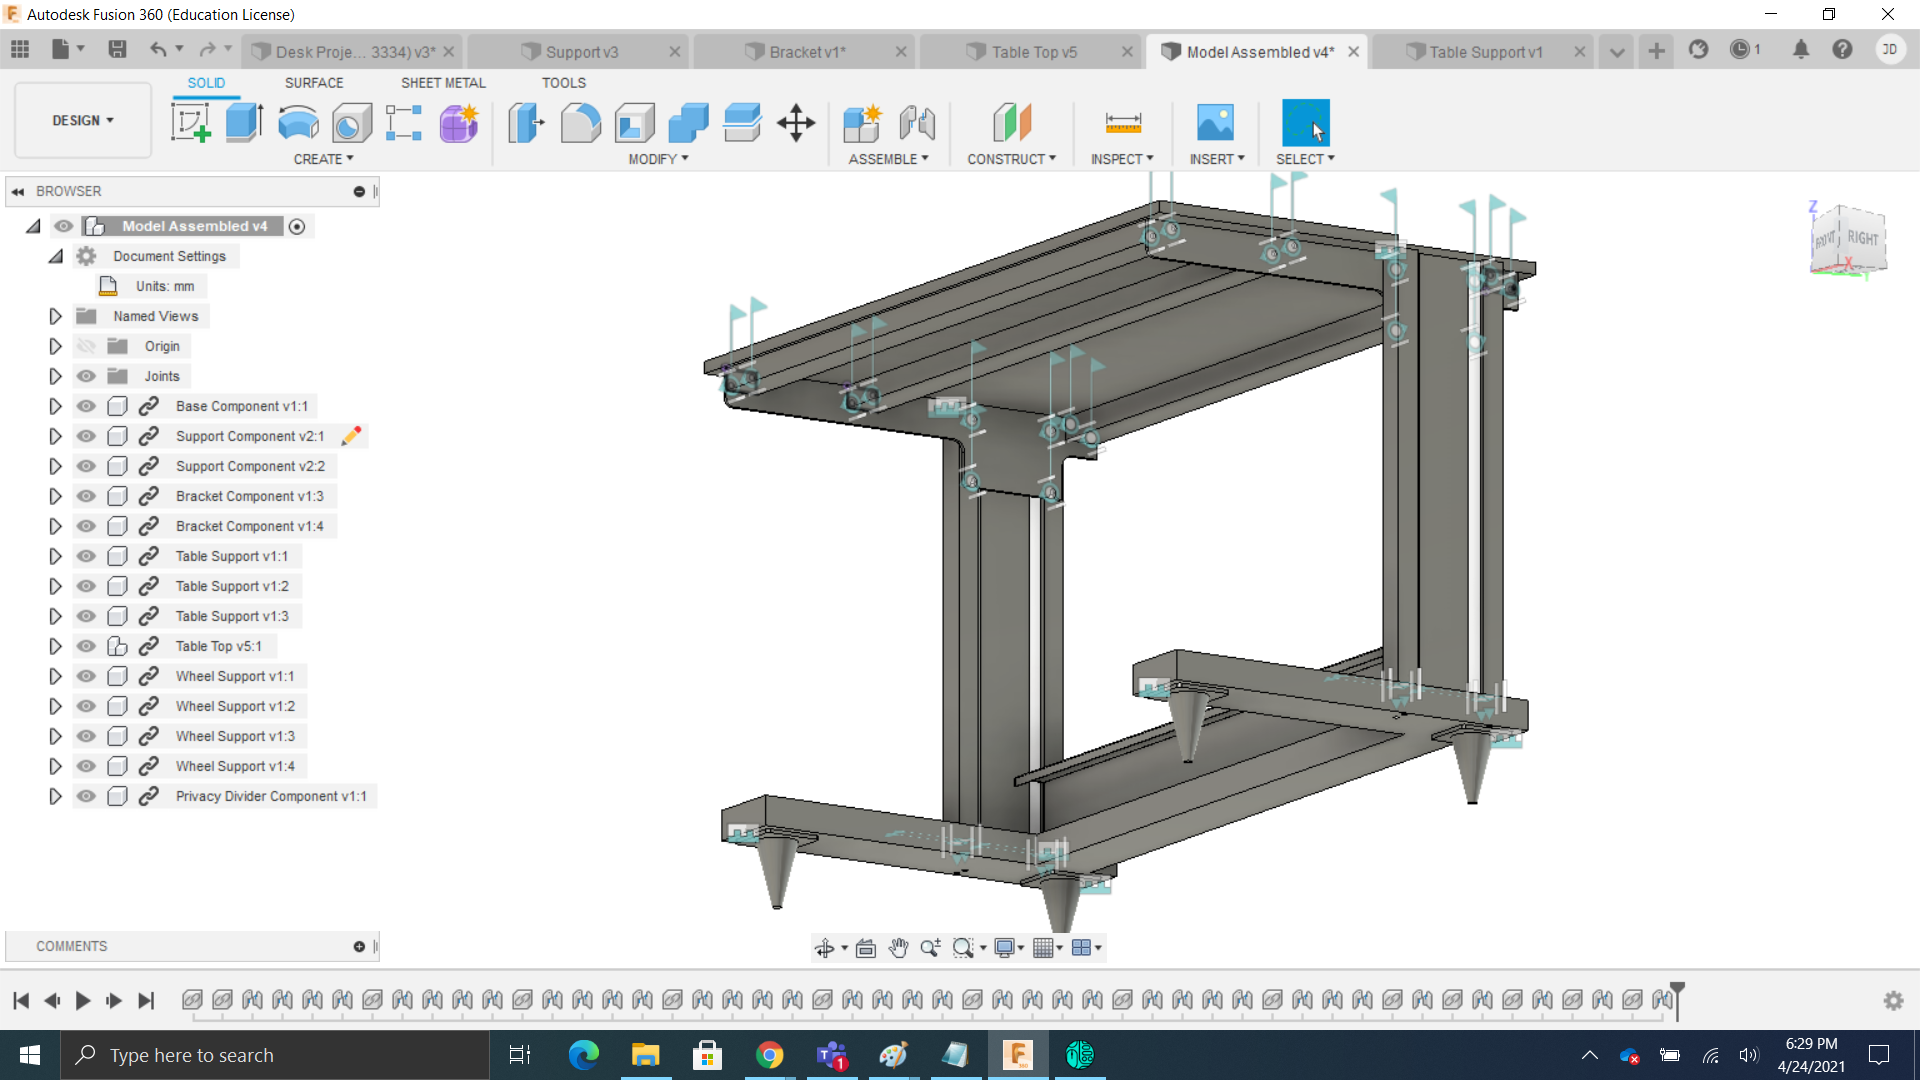 Autodesk Fusion 360 (Education License)
Desk Proje... 3334) v3*
Support v3
Bracket v1*
Table Top v5
Model Assembled v4*
Table Support v1
1
JD
SOLID
SURFACE
SHEET METAL
TOOLS
DESIGN
CREATE
MODIFY
ASSEMBLE
CONSTRUCT
INSPECT
INSERT
SELECT
BROWSER
Model Assembled v4
Document Settings
Units: mm
Named Views
Origin
Joints
Base Component v1:1
Support Component v2:1
Support Component v2:2
Bracket Component v1:3
Bracket Component v1:4
Table Support v1:1
Table Support v1:2
Table Support v1:3
Table Top v5:1
Wheel Support v1:1
Wheel Support v1:2
Wheel Support v1:3
Wheel Support v1:4
Privacy Divider Component v1:1
Z
FRONT
RIGHT
X
COMMENTS
Type here to search
1
6:29 PM
4/24/2021